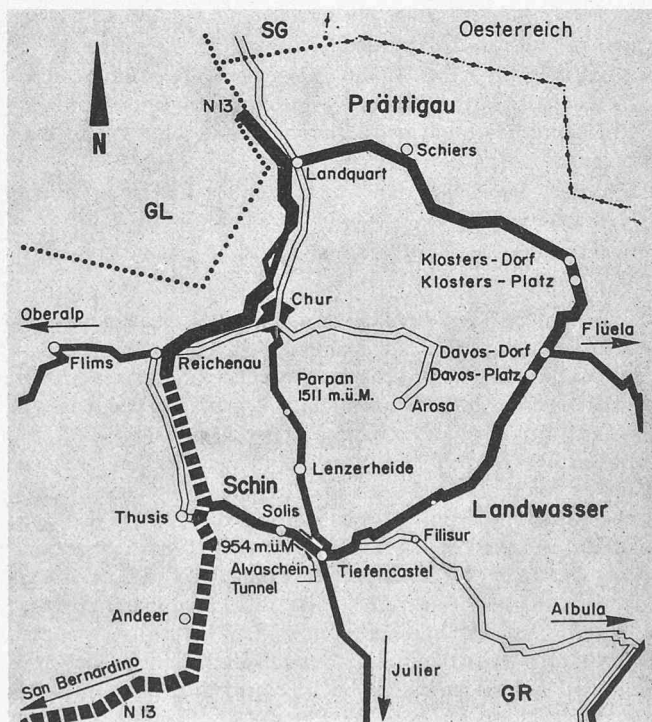 SG
Oesterreich
N 13
Prättigau
N
Schiers
Landquart
GL
Klosters-Dorf
Klosters-Platz
Chur
Oberalp
Flüela
Davos-Dorf
Flims
Reichenau
Davos-Platz
Parpan
1511 m.ü.M.
Arosa
Lenzerheide
Schin
Landwasser
Solis
Thusis
Filisur
954 m.ü.M
Alvaschein-
Tunnel
Tiefencastel
Andeer
Albula
San Bernardino
Julier
GR
N 13